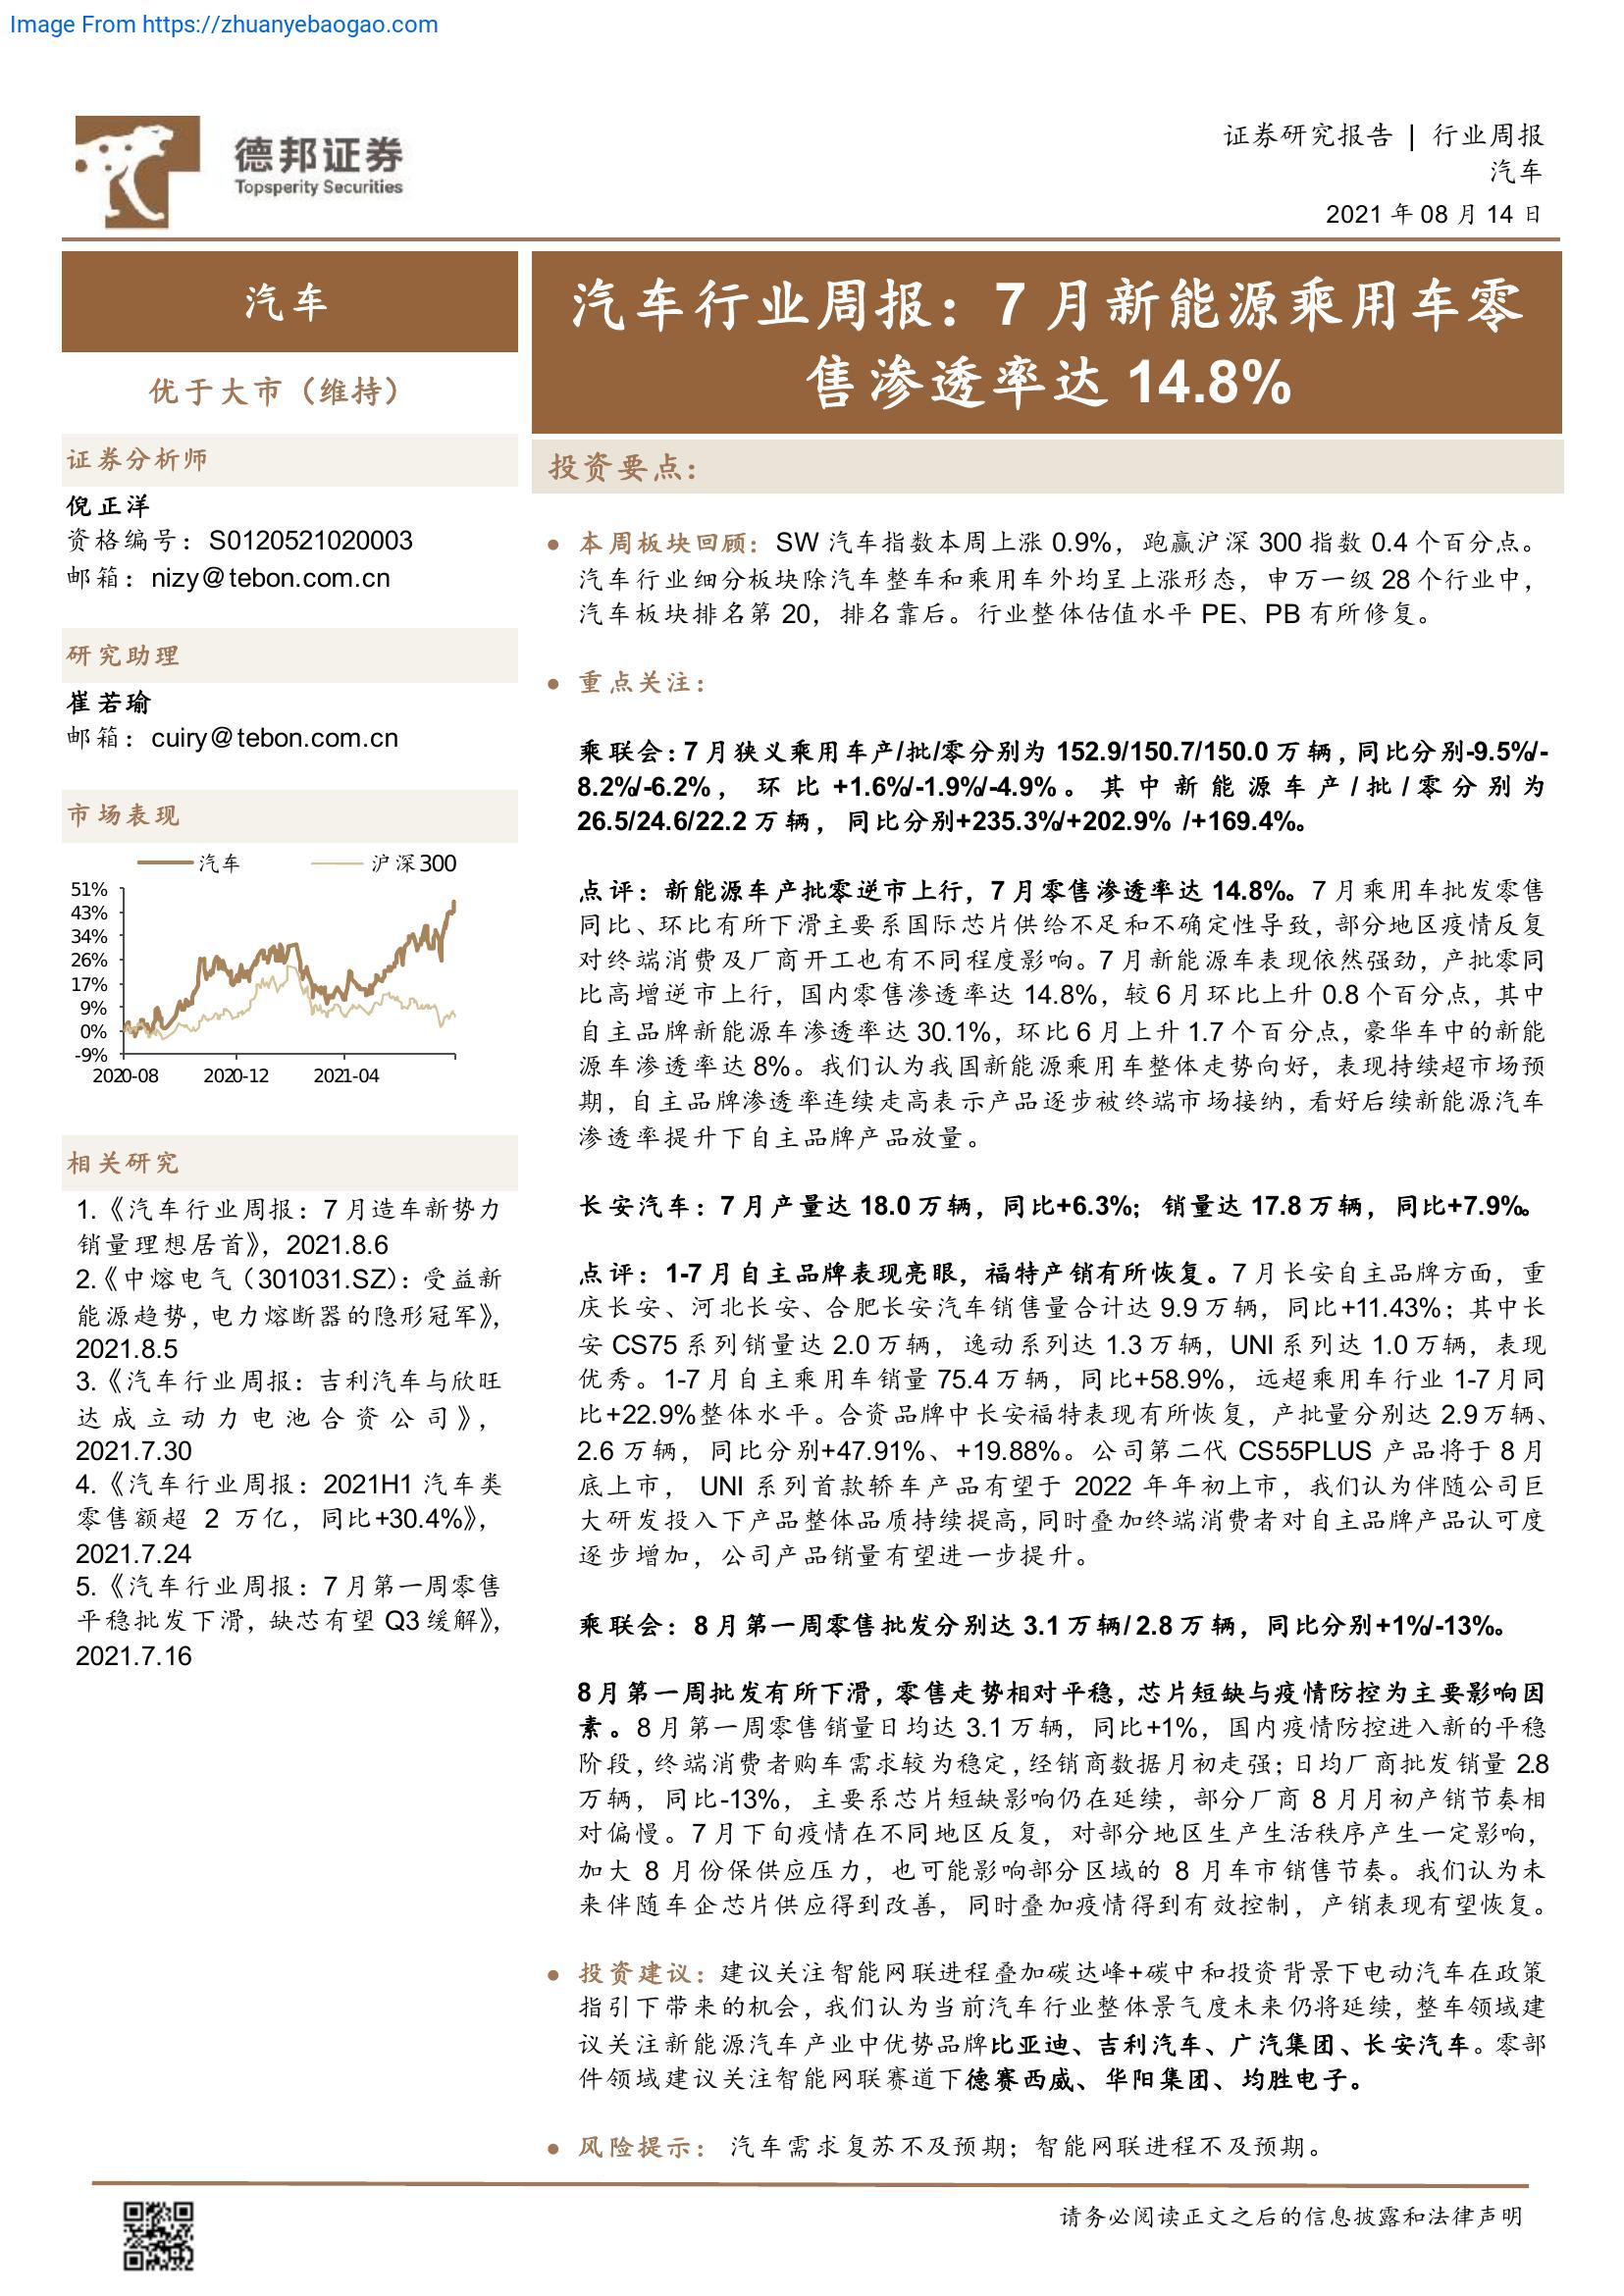 Image From https://zhuanyebaogao.com
德邦证券
Topsperity Securities
证券研究报告 | 行业周报
汽车
2021 年 08 月 14 日
汽车
优于大市（维持）
证券分析师
倪正洋
资格编号：S0120521020003
邮箱：nizy@tebon.com.cn
研究助理
崔若瑜
邮箱：cuiry@tebon.com.cn
市场表现
汽车 沪深300
51%
43%
34%
26%
17%
9%
0%
-9%
2020-08 2020-12 2021-04
相关研究
1.《汽车行业周报：7 月造车新势力
销量理想居首》，2021.8.6
2.《中熔电气（301031.SZ）：受益新
能源趋势，电力熔断器的隐形冠军》，
2021.8.5
3.《汽车行业周报：吉利汽车与欣旺
达成立动力电池合资公司》，
2021.7.30
4.《汽车行业周报：2021H1 汽车类
零售额超 2 万亿，同比+30.4%》，
2021.7.24
5.《汽车行业周报：7 月第一周零售
平稳批发下滑，缺芯有望 Q3 缓解》，
2021.7.16
汽车行业周报：7 月新能源乘用车零
售渗透率达 14.8%
投资要点：
● 本周板块回顾：SW 汽车指数本周上涨 0.9%，跑赢沪深 300 指数 0.4 个百分点。
汽车行业细分板块除汽车整车和乘用车外均呈上涨形态，申万一级 28 个行业中，
汽车板块排名第 20，排名靠后。行业整体估值水平 PE、PB 有所修复。
● 重点关注：
乘联会：7 月狭义乘用车产/批/零分别为 152.9/150.7/150.0 万辆，同比分别-9.5%/-
8.2%/-6.2%，环比+1.6%/-1.9%/-4.9%。其中新能源车产/批/零分别为
26.5/24.6/22.2 万辆，同比分别+235.3%/+202.9% /+169.4%。
点评：新能源车产批零逆市上行，7 月零售渗透率达 14.8%。7 月乘用车批发零售
同比、环比有所下滑主要系国际芯片供给不足和不确定性导致，部分地区疫情反复
对终端消费及厂商开工也有不同程度影响。7 月新能源车表现依然强劲，产批零同
比高增逆市上行，国内零售渗透率达 14.8%，较 6 月环比上升 0.8 个百分点，其中
自主品牌新能源车渗透率达 30.1%，环比 6 月上升 1.7 个百分点，豪华车中的新能
源车渗透率达 8%。我们认为我国新能源乘用车整体走势向好，表现持续超市场预
期，自主品牌渗透率连续走高表示产品逐步被终端市场接纳，看好后续新能源汽车
渗透率提升下自主品牌产品放量。
长安汽车：7 月产量达 18.0 万辆，同比+6.3%；销量达 17.8 万辆，同比+7.9%。
点评：1-7 月自主品牌表现亮眼，福特产销有所恢复。7 月长安自主品牌方面，重
庆长安、河北长安、合肥长安汽车销售量合计达 9.9 万辆，同比+11.43%；其中长
安 CS75 系列销量达 2.0 万辆，逸动系列达 1.3 万辆，UNI 系列达 1.0 万辆，表现
优秀。1-7 月自主乘用车销量 75.4 万辆，同比+58.9%，远超乘用车行业 1-7 月同
比+22.9%整体水平。合资品牌中长安福特表现有所恢复，产批量分别达 2.9 万辆、
2.6 万辆，同比分别+47.91%、+19.88%。公司第二代 CS55PLUS 产品将于 8 月
底上市，UNI 系列首款轿车产品有望于 2022 年年初上市，我们认为伴随公司巨
大研发投入下产品整体品质持续提高，同时叠加终端消费者对自主品牌产品认可度
逐步增加，公司产品销量有望进一步提升。
乘联会：8 月第一周零售批发分别达 3.1 万辆/ 2.8 万辆，同比分别+1%/-13%。
8 月第一周批发有所下滑，零售走势相对平稳，芯片短缺与疫情防控为主要影响因
素。8 月第一周零售销量日均达 3.1 万辆，同比+1%，国内疫情防控进入新的平稳
阶段，终端消费者购车需求较为稳定，经销商数据月初走强；日均厂商批发销量 2.8
万辆，同比-13%，主要系芯片短缺影响仍在延续，部分厂商 8 月月初产销节奏相
对偏慢。7 月下旬疫情在不同地区反复，对部分地区生产生活秩序产生一定影响，
加大 8 月份保供应压力，也可能影响部分区域的 8 月车市销售节奏。我们认为未
来伴随车企芯片供应得到改善，同时叠加疫情得到有效控制，产销表现有望恢复。
● 投资建议：建议关注智能网联进程叠加碳达峰+碳中和投资背景下电动汽车在政策
指引下带来的机会，我们认为当前汽车行业整体景气度未来仍将延续，整车领域建
议关注新能源汽车产业中优势品牌比亚迪、吉利汽车、广汽集团、长安汽车。零部
件领域建议关注智能网联赛道下德赛西威、华阳集团、均胜电子。
● 风险提示：汽车需求复苏不及预期；智能网联进程不及预期。
请务必阅读正文之后的信息披露和法律声明